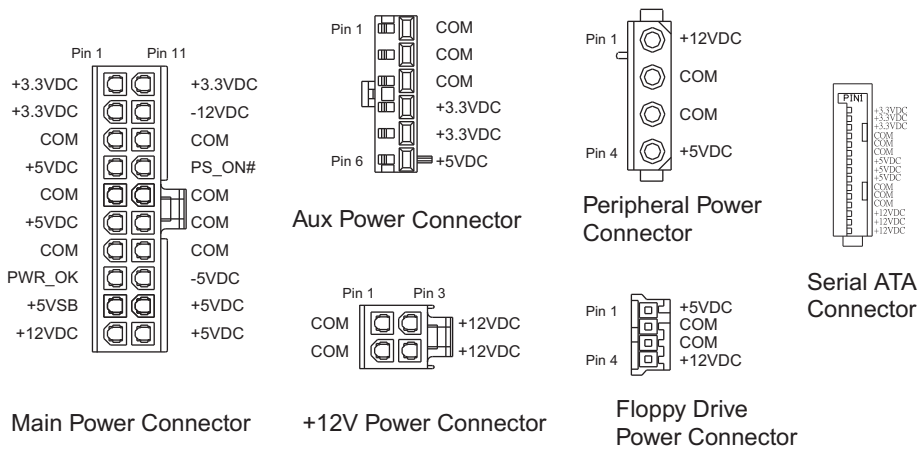 Pin 1 Pin 11
+3.3VDC +3.3VDC
+3.3VDC -12VDC
COM COM
+5VDC PS_ON#
COM COM
+5VDC COM
COM COM
PWR_OK -5VDC
+5VSB +5VDC
+12VDC +5VDC
Main Power Connector
Pin 1 COM
COM
COM
+3.3VDC
+3.3VDC
Pin 6 +5VDC
Aux Power Connector
Pin 1 Pin 3
COM +12VDC
COM +12VDC
+12V Power Connector
Pin 1 +12VDC
COM
COM
Pin 4 +5VDC
Peripheral Power
Connector
Pin 1 +5VDC
COM
COM
Pin 4 +12VDC
Floppy Drive
Power Connector
PIN1
+3.3VDC
+3.3VDC
+3.3VDC
COM
COM
COM
+5VDC
+5VDC
+5VDC
COM
COM
COM
+12VDC
+12VDC
+12VDC
Serial ATA
Connector